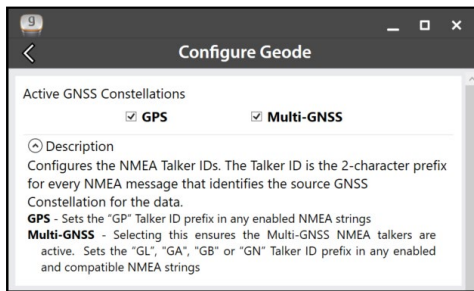 g
Configure Geode
Active GNSS Constellations
GPS Multi-GNSS
Description
Configures the NMEA Talker IDs. The Talker ID is the 2-character prefix
for every NMEA message that identifies the source GNSS
Constellation for the data.
GPS - Sets the "GP" Talker ID prefix in any enabled NMEA strings
Multi-GNSS - Selecting this ensures the Multi-GNSS NMEA talkers are
active. Sets the "GL", "GA", "GB" or "GN" Talker ID prefix in any enabled
and compatible NMEA strings